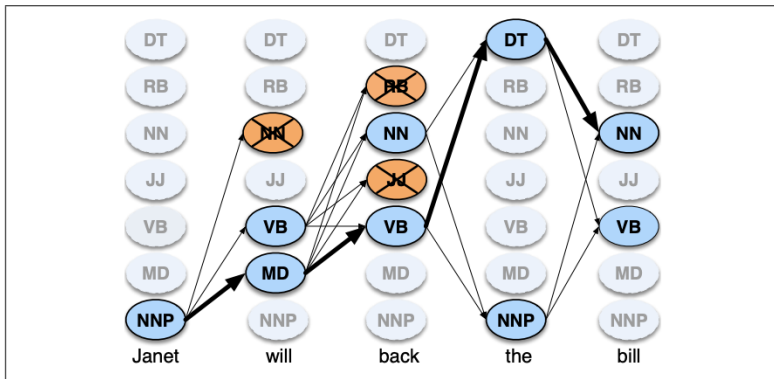 DT DT DT DT DT
RB RB RB RB RB
NN NN NN NN NN
JJ JJ JJ JJ JJ
VB VB VB VB VB
MD MD MD MD MD
NNP NNP NNP NNP NNP
Janet will back the bill